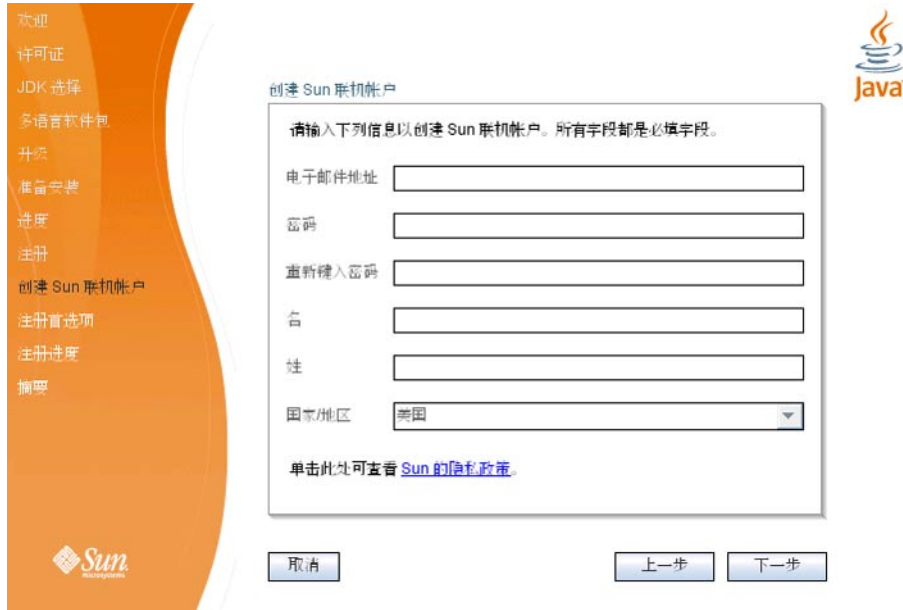 欢迎
许可证
JDK 选择
多语言软件包
升级
准备安装
进度
注册
创建 Sun 联机帐户
注册首选项
注册进度
摘要
Sun
microsystems
Java
创建 Sun 联机帐户
请输入下列信息以创建 Sun 联机帐户。所有字段都是必填字段。
电子邮件地址
密码
重新键入密码
名
姓
国家/地区 美国
单击此处可查看 Sun 的隐私政策。
取消 上一步 下一步